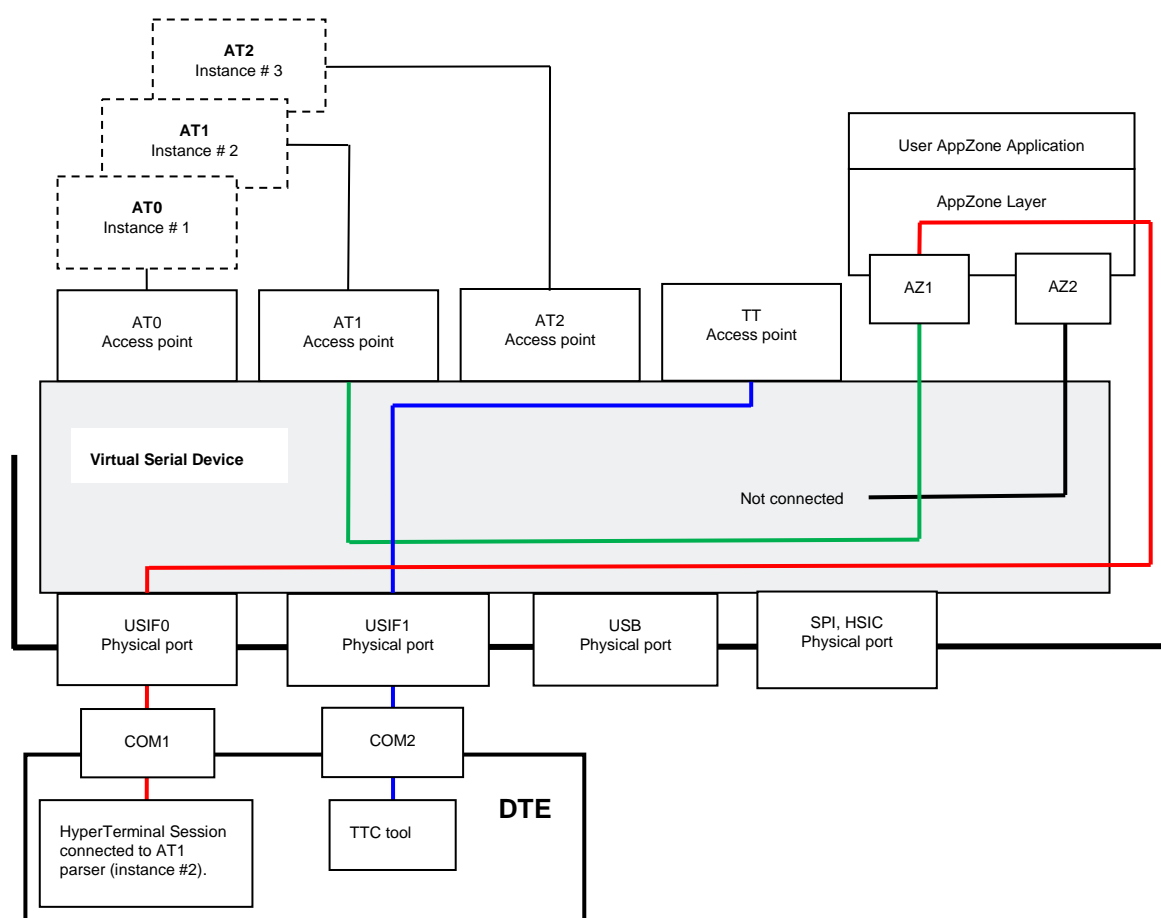 AT2
Instance # 3
AT1
Instance # 2
AT0
Instance # 1
User AppZone Application
AppZone Layer
AZ1
AZ2
AT0
Access point
AT1
Access point
AT2
Access point
TT
Access point
Virtual Serial Device
Not connected
USIF0
Physical port
USIF1
Physical port
USB
Physical port
SPI, HSIC
Physical port
COM1
COM2
DTE
HyperTerminal Session
connected to AT1
parser (instance #2).
TTC tool